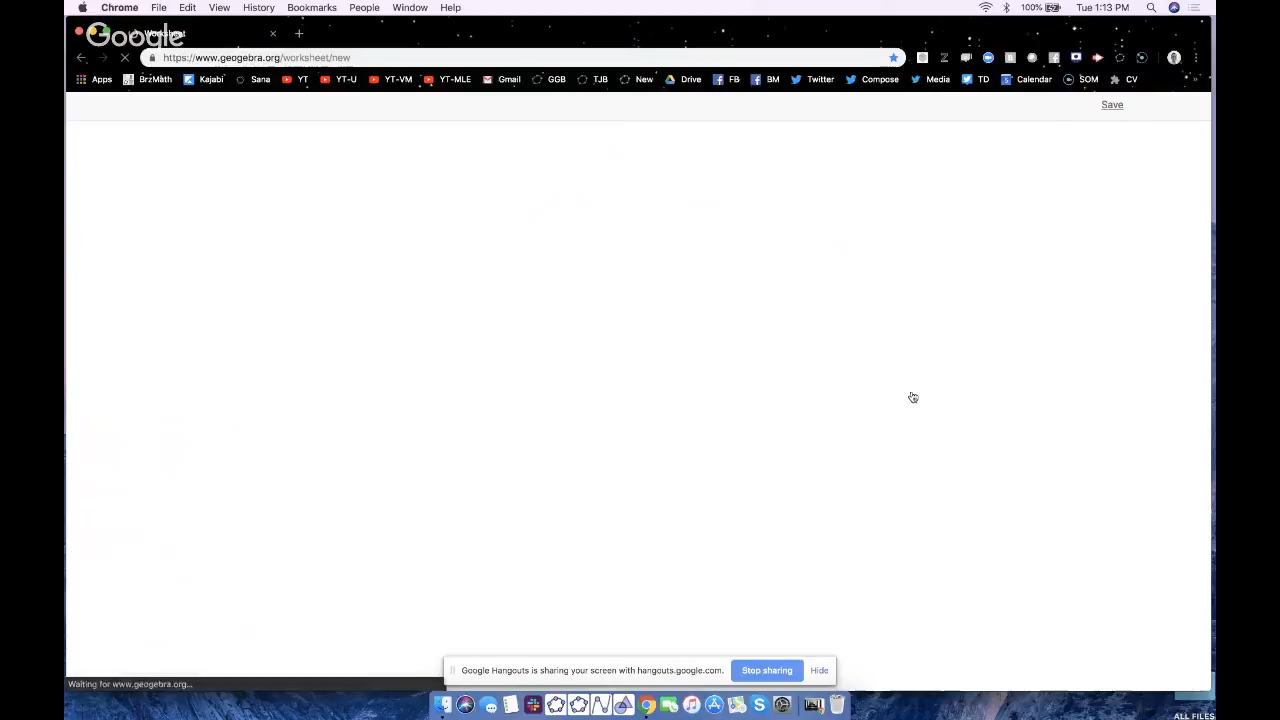 Chrome File Edit View History Bookmarks People Window Help 100% Tue 1:13 PM
Google
Worksheet
https://www.geogebra.org/worksheet/new
Apps BrzMath Kajabi Sana YT YT-U YT-VM YT-MLE Gmail GGB TJB New Drive FB BM Twitter Compose Media TD Calendar SOM CV
Save
Google Hangouts is sharing your screen with hangouts.google.com. Stop sharing Hide
Waiting for www.geogebra.org...
ALL FILES